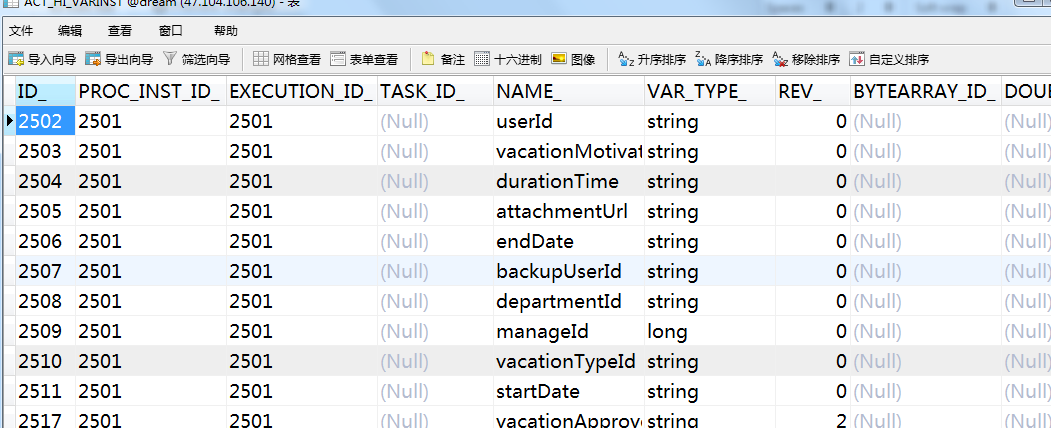 ACT_HI_VARINST @dream (47.104.106.140) - 表
文件 编辑 查看 窗口 帮助
导入向导 导出向导 筛选向导 网格查看 表单查看 备注 十六进制 图像 升序排序 降序排序 移除排序 自定义排序
ID_ PROC_INST_ID_ EXECUTION_ID_ TASK_ID_ NAME_ VAR_TYPE_ REV_ BYTEARRAY_ID_ DOUB
2502 2501 2501 (Null) userId string 0 (Null) (Null)
2503 2501 2501 (Null) vacationMotivat string 0 (Null) (Null)
2504 2501 2501 (Null) durationTime string 0 (Null) (Null)
2505 2501 2501 (Null) attachmentUrl string 0 (Null) (Null)
2506 2501 2501 (Null) endDate string 0 (Null) (Null)
2507 2501 2501 (Null) backupUserId string 0 (Null) (Null)
2508 2501 2501 (Null) departmentId string 0 (Null) (Null)
2509 2501 2501 (Null) manageId long 0 (Null) (Null)
2510 2501 2501 (Null) vacationTypeId string 0 (Null) (Null)
2511 2501 2501 (Null) startDate string 0 (Null) (Null)
2517 2501 2501 (Null) vacationApprove string 2 (Null) (Null)